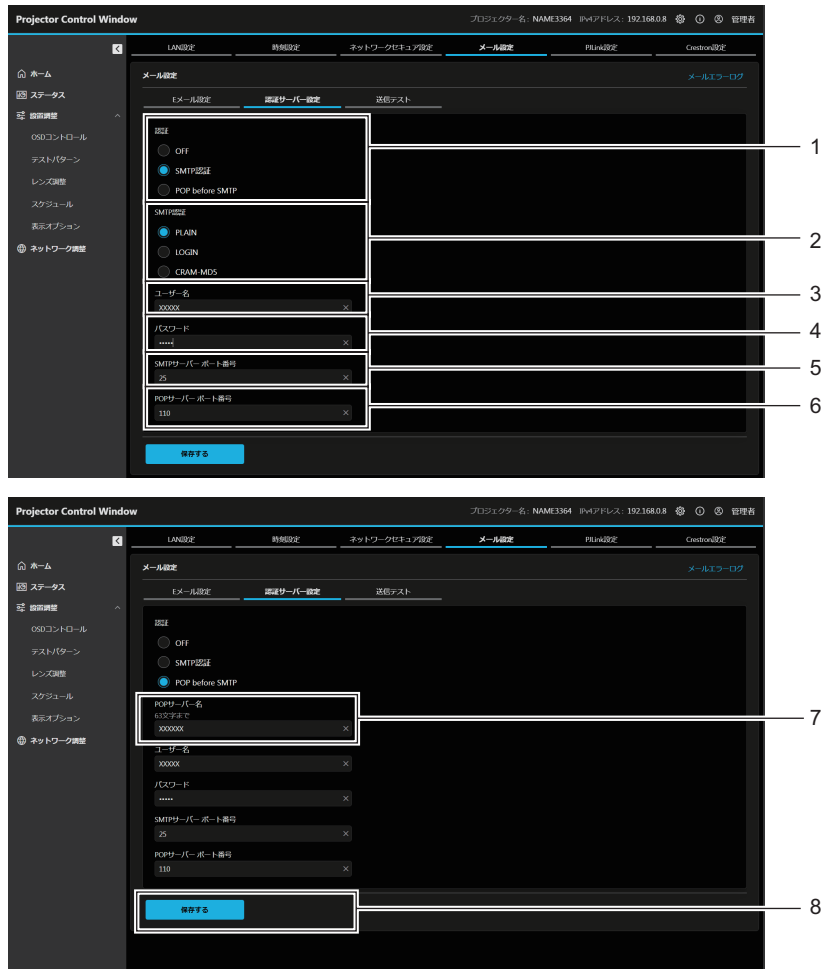 Projector Control Window
プロジェクター名: NAME3364 IPv4アドレス: 192.168.0.8 管理者
LAN設定 時刻設定 ネットワークセキュア設定 メール設定 PJLink設定 Crestron設定
ホーム
ステータス
設置調整
OSDコントロール
テストパターン
レンズ調整
スケジュール
表示オプション
ネットワーク調整
メール設定 メールエラーログ
Eメール設定 認証サーバー設定 送信テスト
認証
OFF
SMTP認証
POP before SMTP
1
SMTP認証
PLAIN
LOGIN
CRAM-MD5
2
ユーザー名
XXXXX
3
パスワード
•••••
4
SMTPサーバー ポート番号
25
5
POPサーバー ポート番号
110
6
保存する
Projector Control Window
プロジェクター名: NAME3364 IPv4アドレス: 192.168.0.8 管理者
LAN設定 時刻設定 ネットワークセキュア設定 メール設定 PJLink設定 Crestron設定
ホーム
ステータス
設置調整
OSDコントロール
テストパターン
レンズ調整
スケジュール
表示オプション
ネットワーク調整
メール設定 メールエラーログ
Eメール設定 認証サーバー設定 送信テスト
認証
OFF
SMTP認証
POP before SMTP
POPサーバー名
63文字まで
XXXXXX
7
ユーザー名
XXXXX
パスワード
•••••
SMTPサーバー ポート番号
25
POPサーバー ポート番号
110
保存する
8